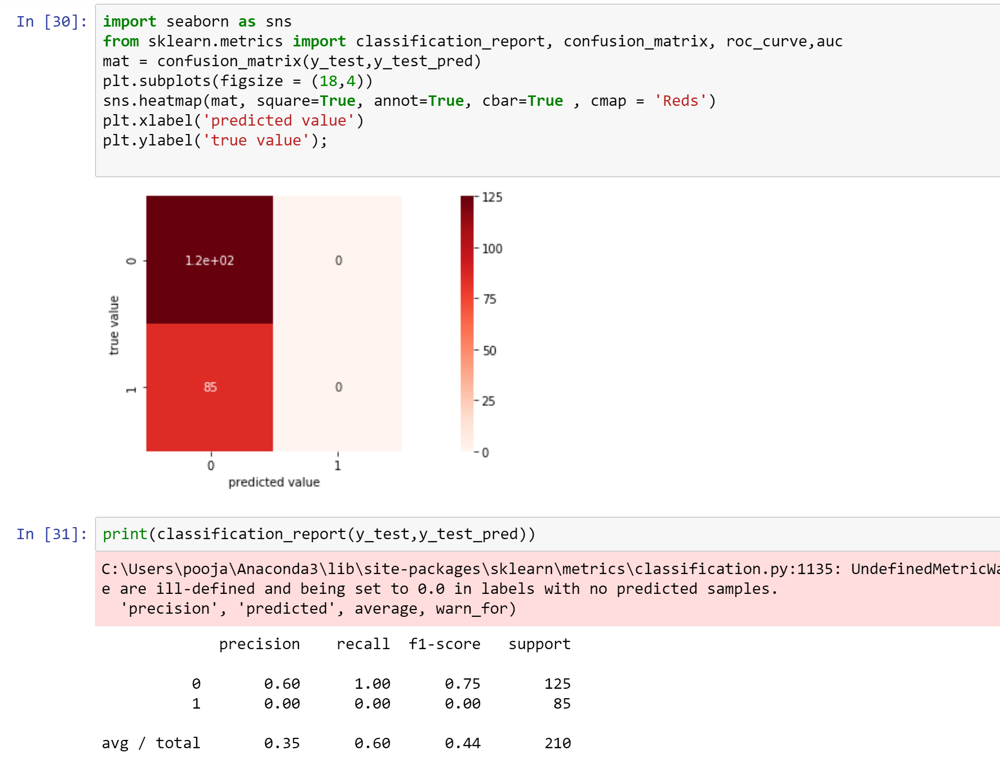 In [30]:
import seaborn as sns
from sklearn.metrics import classification_report, confusion_matrix, roc_curve,auc
mat = confusion_matrix(y_test,y_test_pred)
plt.subplots(figsize = (18,4))
sns.heatmap(mat, square=True, annot=True, cbar=True , cmap = 'Reds')
plt.xlabel('predicted value')
plt.ylabel('true value');
125
100
75
50
25
0
1.2e+02 0
85 0
0
1
true value
0 1
predicted value
In [31]:
print(classification_report(y_test,y_test_pred))
C:\Users\pooja\Anaconda3\lib\site-packages\sklearn\metrics\classification.py:1135: UndefinedMetricWa
e are ill-defined and being set to 0.0 in labels with no predicted samples.
'precision', 'predicted', average, warn_for)
precision recall f1-score support
0 0.60 1.00 0.75 125
1 0.00 0.00 0.00 85
avg / total 0.35 0.60 0.44 210